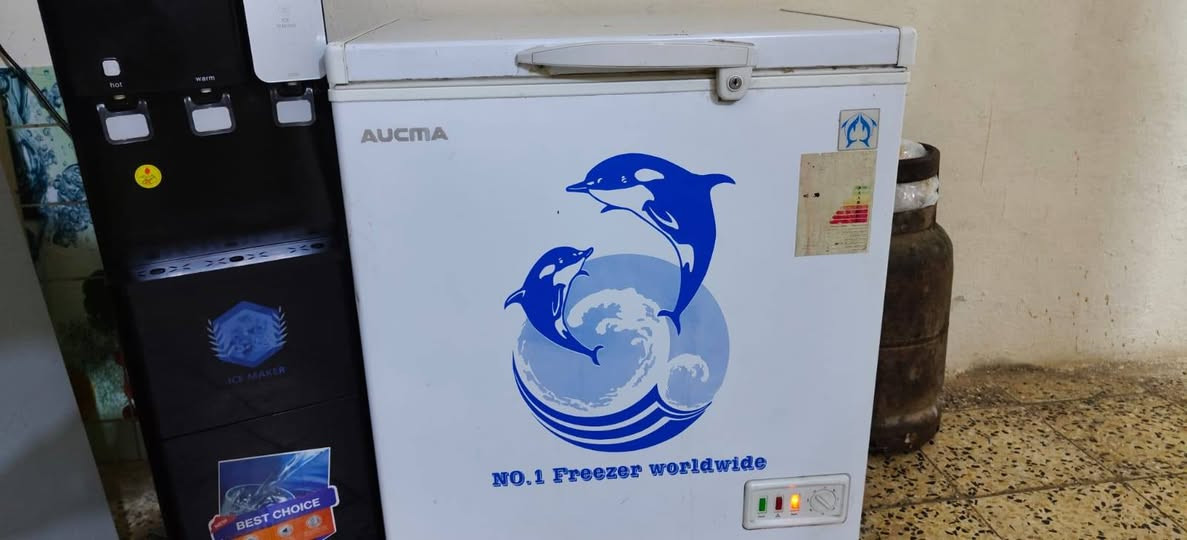 hot
warm
AUCMA
ICE MAKER
NO.1 Freezer worldwide
BEST CHOICE